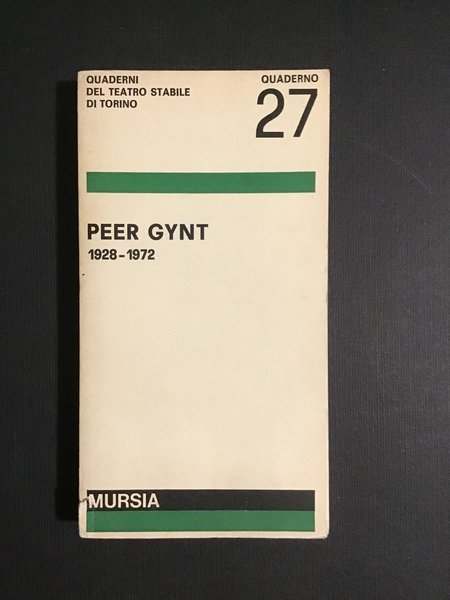 QUADERNI
DEL TEATRO STABILE
DI TORINO
QUADERNO
27
PEER GYNT
1928-1972
MURSIA